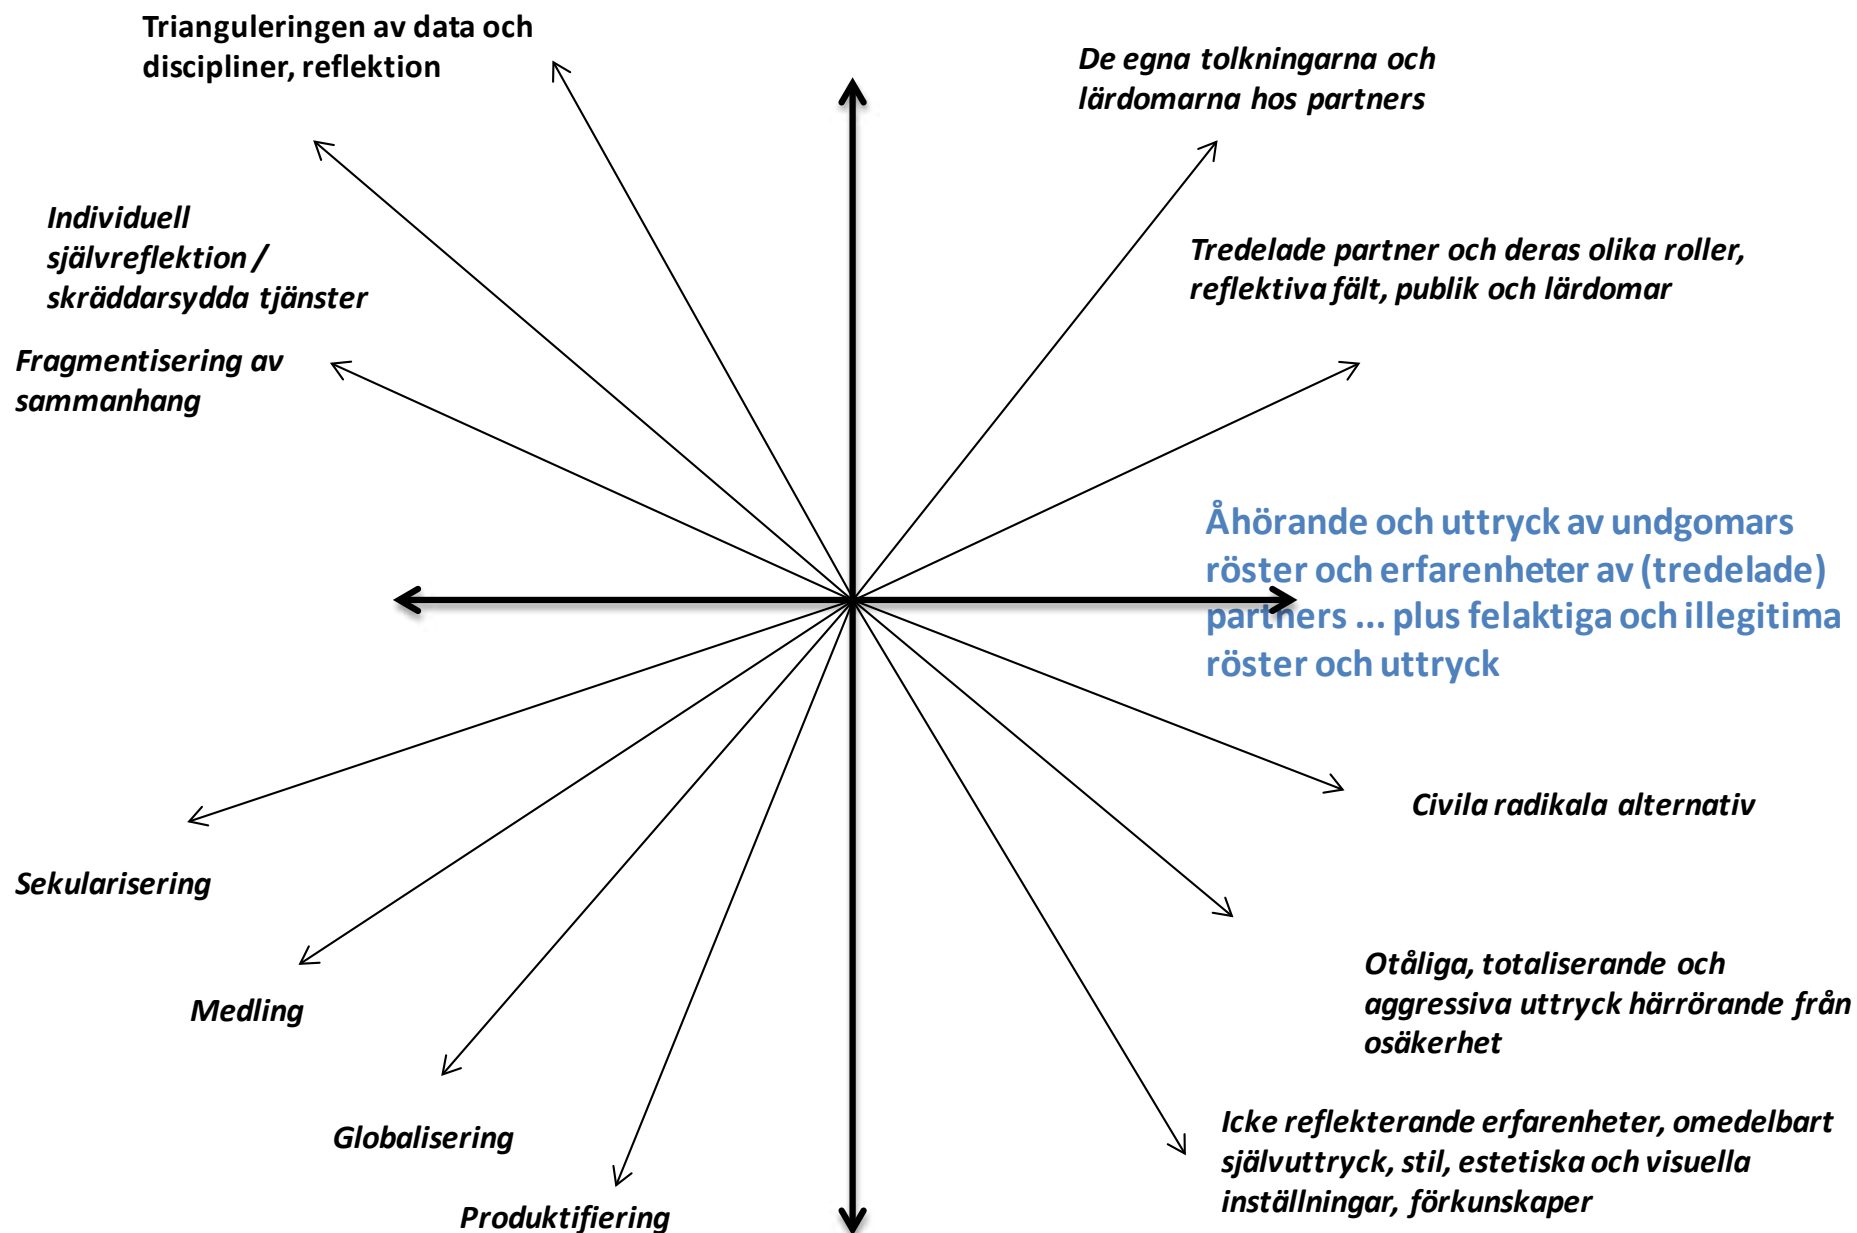 Trianguleringen av data och
discipliner, reflektion
De egna tolkningarna och
lärdomarna hos partners
Individuell
självreflektion /
skräddarsydda tjänster
Tredelade partner och deras olika roller,
reflektiva fält, publik och lärdomar
Fragmentisering av
sammanhang
Åhörande och uttryck av undgomars
röster och erfarenheter av (tredelade)
partners ... plus felaktiga och illegitima
röster och uttryck
Civila radikala alternativ
Sekularisering
Otåliga, totaliserande och
aggressiva uttryck härrörande från
osäkerhet
Medling
Globalisering
Icke reflekterande erfarenheter, omedelbart
självuttryck, stil, estetiska och visuella
inställningar, förkunskaper
Produktifiering